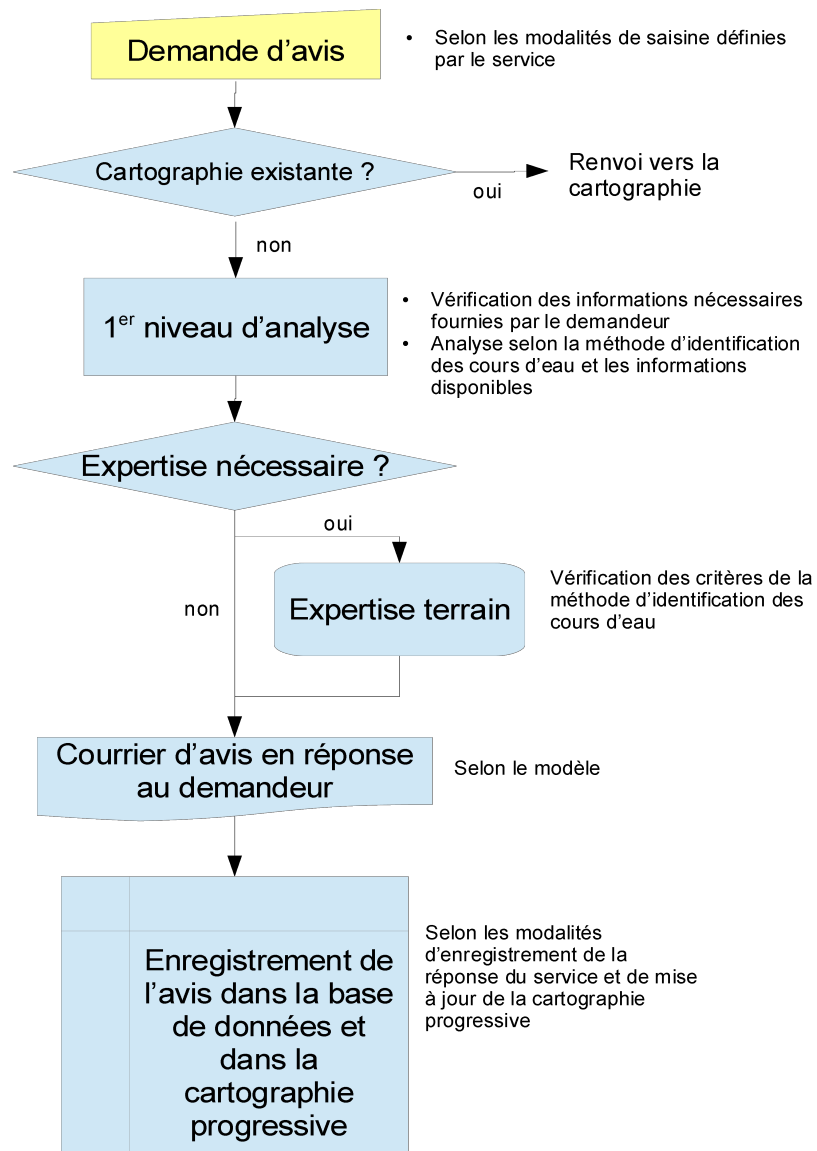 Demande d’avis
• Selon les modalités de saisine définies
par le service
Cartographie existante ?
oui
Renvoi vers la
cartographie
non
1er niveau d’analyse
• Vérification des informations nécessaires
fournies par le demandeur
• Analyse selon la méthode d’identification
des cours d’eau et les informations
disponibles
Expertise nécessaire ?
oui
non
Expertise terrain
Vérification des critères de la
méthode d’identification des
cours d’eau
Courrier d’avis en réponse
au demandeur
Selon le modèle
Enregistrement de
l’avis dans la base
de données et
dans la
cartographie
progressive
Selon les modalités
d’enregistrement de la
réponse du service et de mise
à jour de la cartographie
progressive